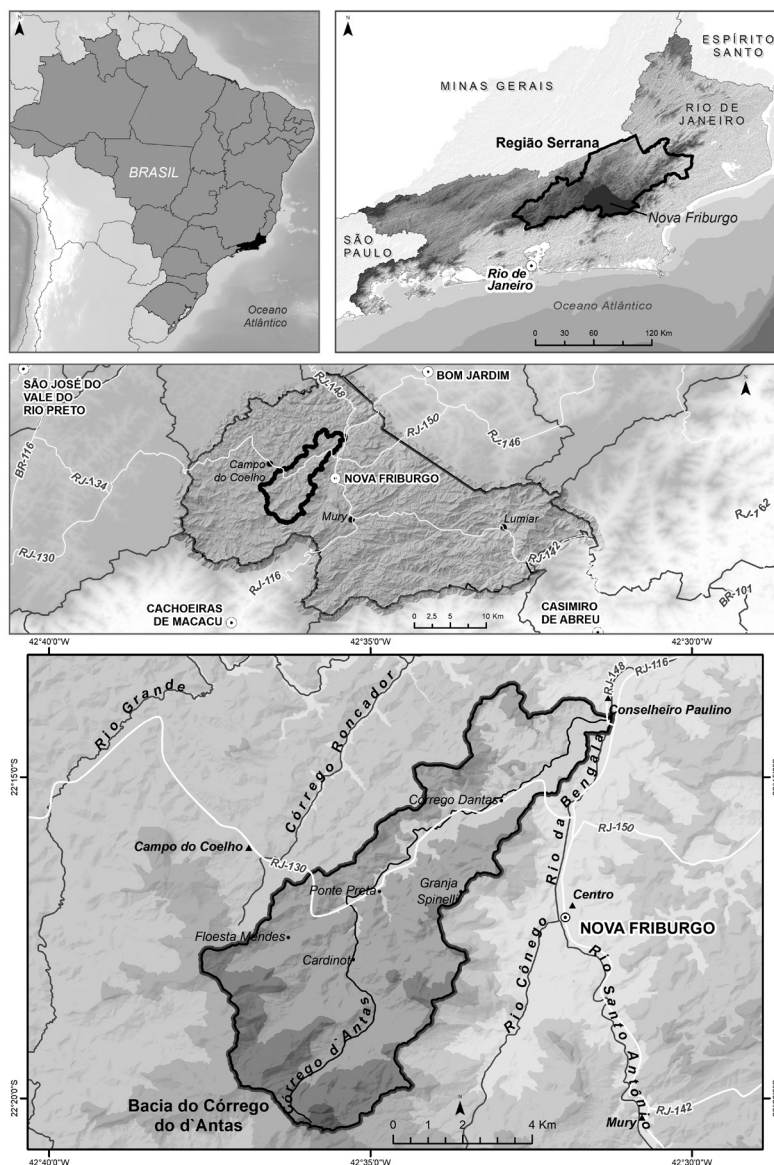 N
BRASIL
Oceano
Atlântico
N
ESPÍRITO
SANTO
MINAS GERAIS
RIO DE
JANEIRO
Região Serrana
Nova Friburgo
SÃO
PAULO
Rio de
Janeiro
Oceano Atlântico
0 30 60 120 Km
N
SÃO JOSÉ DO
VALE DO
RIO PRETO
RJ-148
BOM JARDIM
RJ-150
RJ-146
BR-116
RJ-134
Campo
do Coelho
NOVA FRIBURGO
Mury
Lumiar
RJ-130
RJ-116
RJ-142
BR-101
CACHOEIRAS
DE MACACU
0 2,5 5 10 Km
CASIMIRO
DE ABREU
42°40'0"W 42°35'0"W 42°30'0"W
Rio Grande
Córrego Roncador
RJ-148
RJ-116
Conselheiro Paulino
22°15'0"S
Córrego Dantas
Rio da Bengala
RJ-150
Campo do Coelho
RJ-130
Ponte Preta
Granja
Spinelli
Centro
NOVA FRIBURGO
Floesta Mendes
Cardinot
Rio Cônego
Rio Santo Antônio
Córrego d`Antas
22°20'0"S
Bacia do Córrego
do d`Antas
N
0 1 2 4 Km
RJ-142
Mury
42°40'0"W 42°35'0"W 42°30'0"W